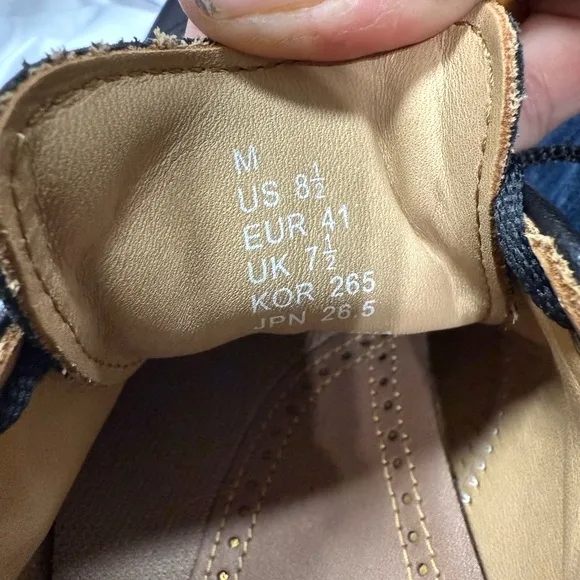 M
US 8½
EUR 41
UK 7½
KOR 265
JPN 26.5